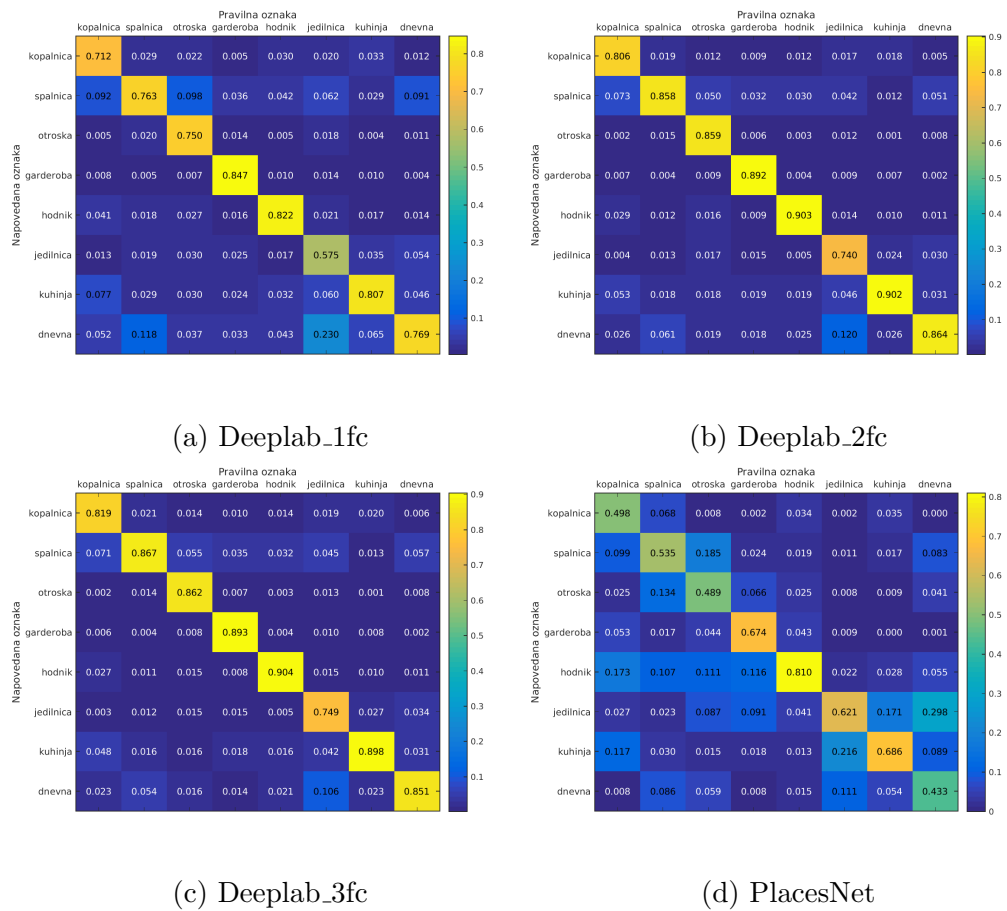 Pravilna oznaka
kopalnica spalnica otroska garderoba hodnik jedilnica kuhinja dnevna
Napovedana oznaka
kopalnica 0.712 0.029 0.022 0.005 0.030 0.020 0.033 0.012
spalnica 0.092 0.763 0.098 0.036 0.042 0.062 0.029 0.091
otroska 0.005 0.020 0.750 0.014 0.005 0.018 0.004 0.011
garderoba 0.008 0.005 0.007 0.847 0.010 0.014 0.010 0.004
hodnik 0.041 0.018 0.027 0.016 0.822 0.021 0.017 0.014
jedilnica 0.013 0.019 0.030 0.025 0.017 0.575 0.035 0.054
kuhinja 0.077 0.029 0.030 0.024 0.032 0.060 0.807 0.046
dnevna 0.052 0.118 0.037 0.033 0.043 0.230 0.065 0.769
0.8
0.7
0.6
0.5
0.4
0.3
0.2
0.1
(a) Deeplab_1fc
Pravilna oznaka
kopalnica spalnica otroska garderoba hodnik jedilnica kuhinja dnevna
Napovedana oznaka
kopalnica 0.806 0.019 0.012 0.009 0.012 0.017 0.018 0.005
spalnica 0.073 0.858 0.050 0.032 0.030 0.042 0.012 0.051
otroska 0.002 0.015 0.859 0.006 0.003 0.012 0.001 0.008
garderoba 0.007 0.004 0.009 0.892 0.004 0.009 0.007 0.002
hodnik 0.029 0.012 0.016 0.009 0.903 0.014 0.010 0.011
jedilnica 0.004 0.013 0.017 0.015 0.005 0.740 0.024 0.030
kuhinja 0.053 0.018 0.018 0.019 0.019 0.046 0.902 0.031
dnevna 0.026 0.061 0.019 0.018 0.025 0.120 0.026 0.864
0.9
0.8
0.7
0.6
0.5
0.4
0.3
0.2
0.1
(b) Deeplab_2fc
Pravilna oznaka
kopalnica spalnica otroska garderoba hodnik jedilnica kuhinja dnevna
Napovedana oznaka
kopalnica 0.819 0.021 0.014 0.010 0.014 0.019 0.020 0.006
spalnica 0.071 0.867 0.055 0.035 0.032 0.045 0.013 0.057
otroska 0.002 0.014 0.862 0.007 0.003 0.013 0.001 0.008
garderoba 0.006 0.004 0.008 0.893 0.004 0.010 0.008 0.002
hodnik 0.027 0.011 0.015 0.008 0.904 0.015 0.010 0.011
jedilnica 0.003 0.012 0.015 0.015 0.005 0.749 0.027 0.034
kuhinja 0.048 0.016 0.016 0.018 0.016 0.042 0.898 0.031
dnevna 0.023 0.054 0.016 0.014 0.021 0.106 0.023 0.851
0.9
0.8
0.7
0.6
0.5
0.4
0.3
0.2
0.1
(c) Deeplab_3fc
Pravilna oznaka
kopalnica spalnica otroska garderoba hodnik jedilnica kuhinja dnevna
Napovedana oznaka
kopalnica 0.498 0.068 0.008 0.002 0.034 0.002 0.035 0.000
spalnica 0.099 0.535 0.185 0.024 0.019 0.011 0.017 0.083
otroska 0.025 0.134 0.489 0.066 0.025 0.008 0.009 0.041
garderoba 0.053 0.017 0.044 0.674 0.043 0.009 0.000 0.001
hodnik 0.173 0.107 0.111 0.116 0.810 0.022 0.028 0.055
jedilnica 0.027 0.023 0.087 0.091 0.041 0.621 0.171 0.298
kuhinja 0.117 0.030 0.015 0.018 0.013 0.216 0.686 0.089
dnevna 0.008 0.086 0.059 0.008 0.015 0.111 0.054 0.433
0.8
0.7
0.6
0.5
0.4
0.3
0.2
0.1
0
(d) PlacesNet